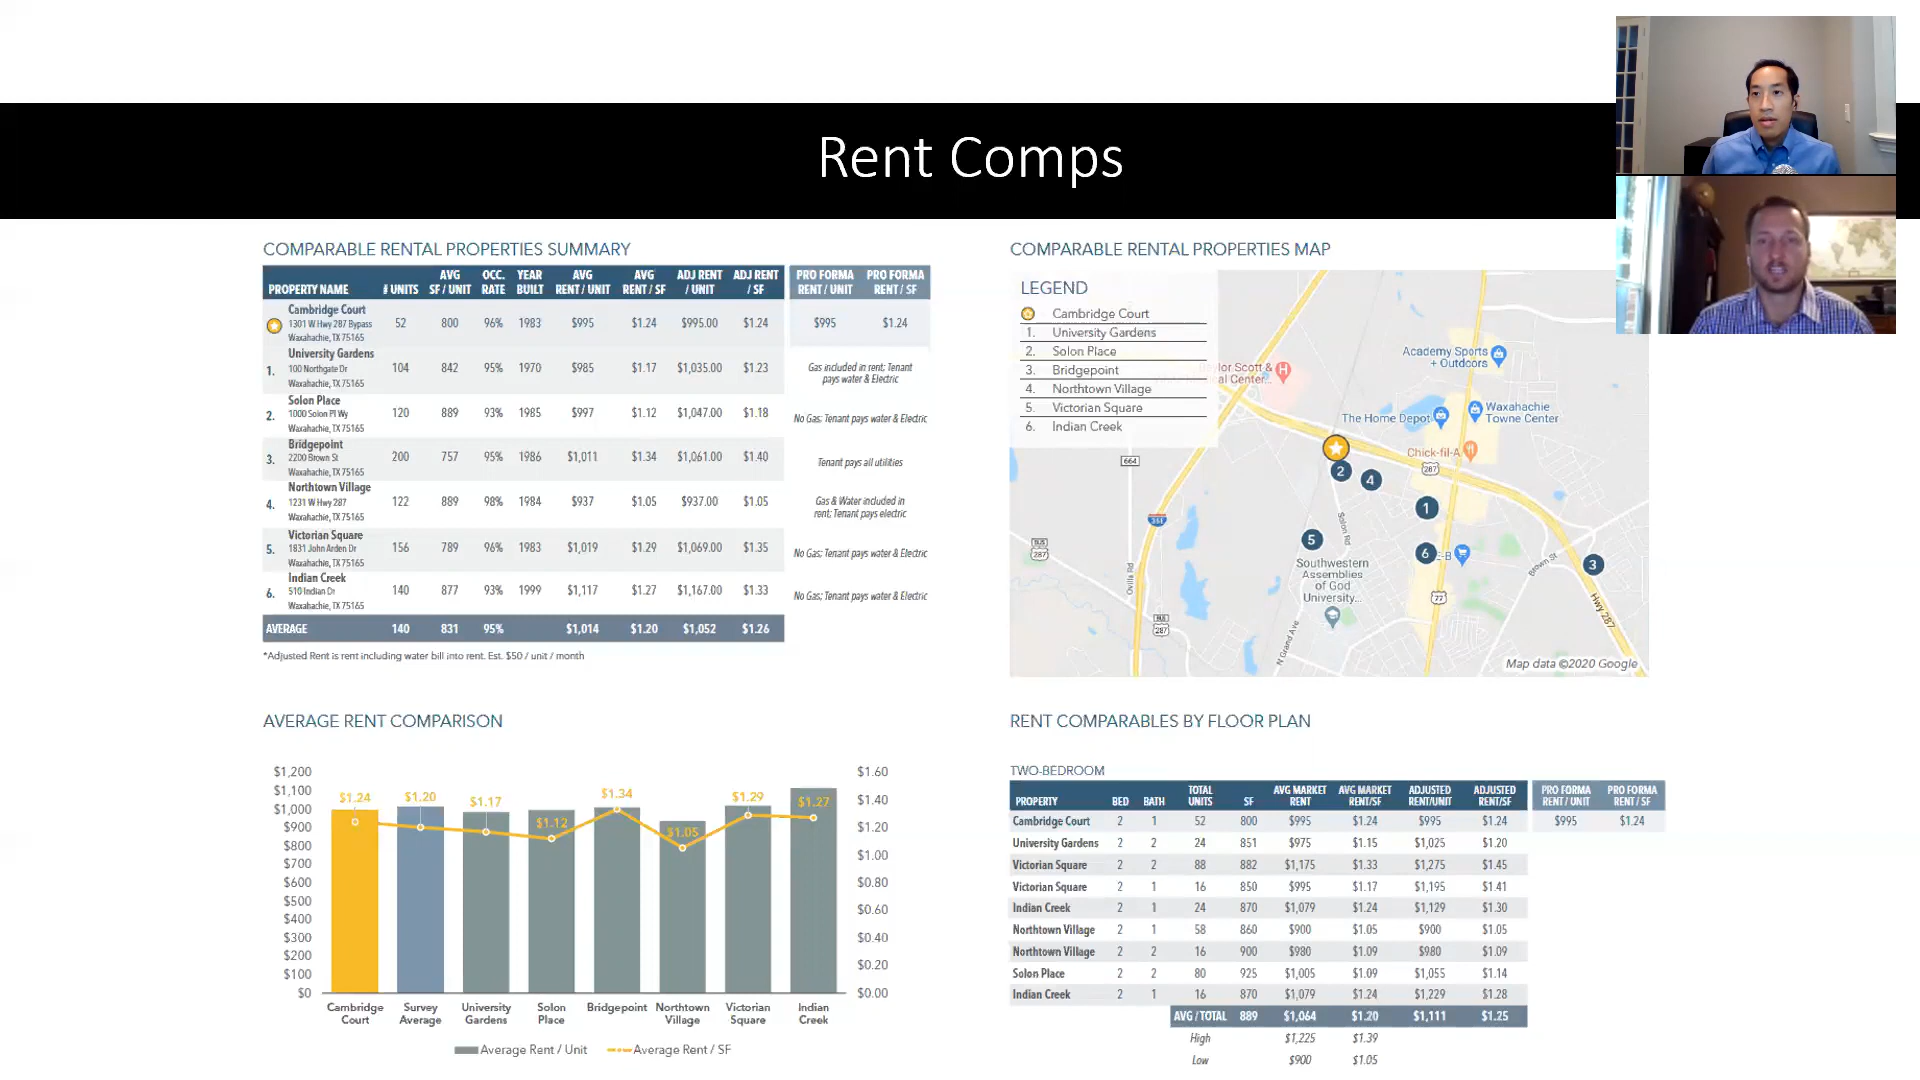 Rent Comps
COMPARABLE RENTAL PROPERTIES SUMMARY
PROPERTY NAME # UNITS AVG SF / UNIT OCC. RATE YEAR BUILT AVG RENT / UNIT AVG RENT / SF ADJ RENT / UNIT ADJ RENT / SF PRO FORMA RENT / UNIT PRO FORMA RENT / SF
Cambridge Court
1301 W Hwy 287 Bypass 52 800 96% 1983 $995 $1.24 $995.00 $1.24 $995 $1.24
Waxahachie, TX 75165
University Gardens
1. 100 Northgate Dr 104 842 95% 1970 $985 $1.17 $1,035.00 $1.23 Gas included in rent; Tenant pays water & Electric
Waxahachie, TX 75165
Solon Place
2. 1000 Solon Pl Wy 120 889 93% 1985 $997 $1.12 $1,047.00 $1.18 No Gas; Tenant pays water & Electric
Waxahachie, TX 75165
Bridgepoint
3. 2200 Brown St 200 757 95% 1986 $1,011 $1.34 $1,061.00 $1.40 Tenant pays all utilities
Waxahachie, TX 75165
Northtown Village
4. 1231 W Hwy 287 122 889 98% 1984 $937 $1.05 $937.00 $1.05 Gas & Water included in rent; Tenant pays electric
Waxahachie, TX 75165
Victorian Square
5. 1831 John Arden Dr 156 789 96% 1983 $1,019 $1.29 $1,069.00 $1.35 No Gas; Tenant pays water & Electric
Waxahachie, TX 75165
Indian Creek
6. 510 Indian Dr 140 877 93% 1999 $1,117 $1.27 $1,167.00 $1.33 No Gas; Tenant pays water & Electric
Waxahachie, TX 75165
AVERAGE 140 831 95% $1,014 $1.20 $1,052 $1.26
*Adjusted Rent is rent including water bill into rent. Est. $50 / unit / month
COMPARABLE RENTAL PROPERTIES MAP
LEGEND
Cambridge Court
1. University Gardens
2. Solon Place
3. Bridgepoint
4. Northtown Village
5. Victorian Square
6. Indian Creek
Academy Sports
+ Outdoors
The Home Depot
Waxahachie
Towne Center
Chick-fil-A
664
287
2
4
1
5
6
3
BUS
287
Solon Rd
Southwestern
Assemblies
of God
University...
Ovilla Rd
Brown St
77
Hwy 287
BUS
287
N Grand Ave
Map data ©2020 Google
AVERAGE RENT COMPARISON
$1,200
$1,100
$1,000
$900
$800
$700
$600
$500
$400
$300
$200
$100
$0
$1.24 $1.20 $1.17 $1.12 $1.34 $1.05 $1.29 $1.27
$1.60
$1.40
$1.20
$1.00
$0.80
$0.60
$0.40
$0.20
$0.00
Cambridge Court
Survey Average
University Gardens
Solon Place
Bridgepoint
Northtown Village
Victorian Square
Indian Creek
Average Rent / Unit Average Rent / SF
RENT COMPARABLES BY FLOOR PLAN
TWO-BEDROOM
PROPERTY BED BATH TOTAL UNITS SF AVG MARKET RENT AVG MARKET RENT/SF ADJUSTED RENT/UNIT ADJUSTED RENT/SF PRO FORMA RENT / UNIT PRO FORMA RENT / SF
Cambridge Court 2 1 52 800 $995 $1.24 $995 $1.24 $995 $1.24
University Gardens 2 2 24 851 $975 $1.15 $1,025 $1.20
Victorian Square 2 2 88 882 $1,175 $1.33 $1,275 $1.45
Victorian Square 2 1 16 850 $995 $1.17 $1,195 $1.41
Indian Creek 2 1 24 870 $1,079 $1.24 $1,129 $1.30
Northtown Village 2 1 58 860 $900 $1.05 $900 $1.05
Northtown Village 2 2 16 900 $980 $1.09 $980 $1.09
Solon Place 2 2 80 925 $1,005 $1.09 $1,055 $1.14
Indian Creek 2 1 16 870 $1,079 $1.24 $1,229 $1.28
AVG / TOTAL 889 $1,064 $1.20 $1,111 $1.25
High $1,225 $1.39
Low $900 $1.05